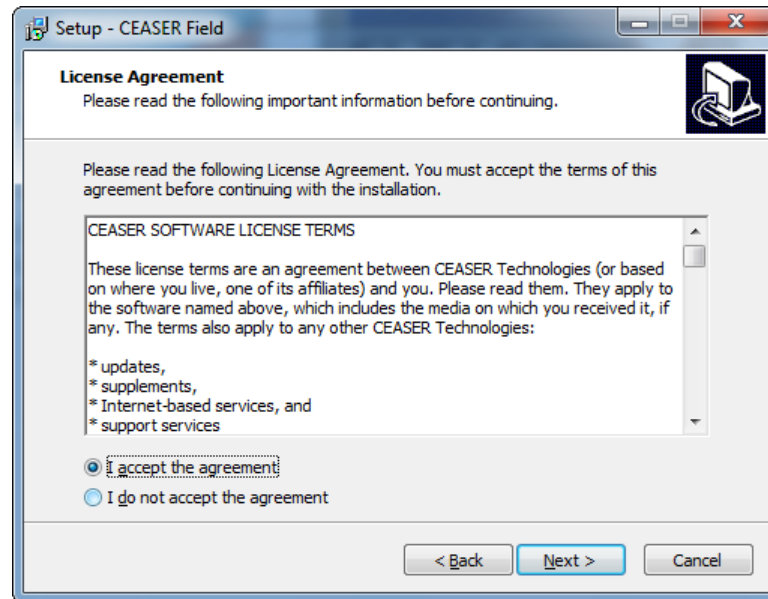 Setup - CEASER Field
License Agreement
Please read the following important information before continuing.
Please read the following License Agreement. You must accept the terms of this
agreement before continuing with the installation.
CEASER SOFTWARE LICENSE TERMS
These license terms are an agreement between CEASER Technologies (or based
on where you live, one of its affiliates) and you. Please read them. They apply to
the software named above, which includes the media on which you received it, if
any. The terms also apply to any other CEASER Technologies:
* updates,
* supplements,
* Internet-based services, and
* support services
I accept the agreement
I do not accept the agreement
< Back
Next >
Cancel